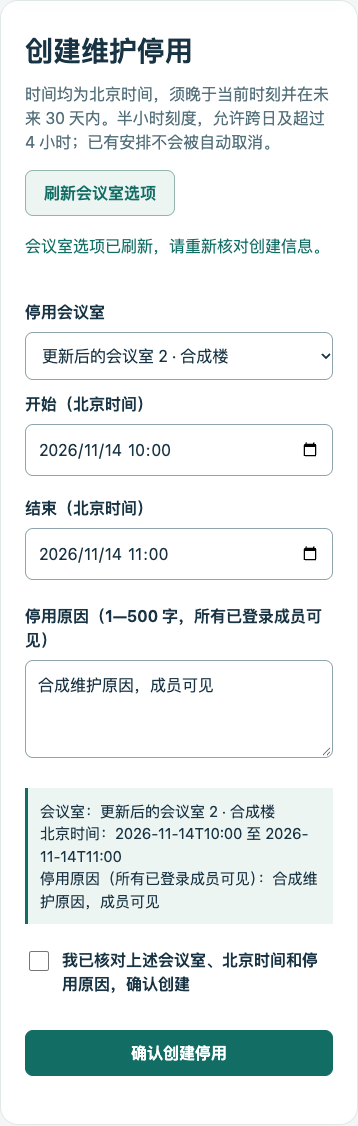 创建维护停用
时间均为北京时间，须晚于当前时刻并在未
来 30 天内。半小时刻度，允许跨日及超过
4 小时；已有安排不会被自动取消。
刷新会议室选项
会议室选项已刷新，请重新核对创建信息。
停用会议室
更新后的会议室 2 · 合成楼
开始（北京时间）
2026/11/14 10:00
结束（北京时间）
2026/11/14 11:00
停用原因（1—500 字，所有已登录成员可
见）
合成维护原因，成员可见
会议室：更新后的会议室 2 · 合成楼
北京时间：2026-11-14T10:00 至 2026-
11-14T11:00
停用原因（所有已登录成员可见）：合成维
护原因，成员可见
我已核对上述会议室、北京时间和停
用原因，确认创建
确认创建停用